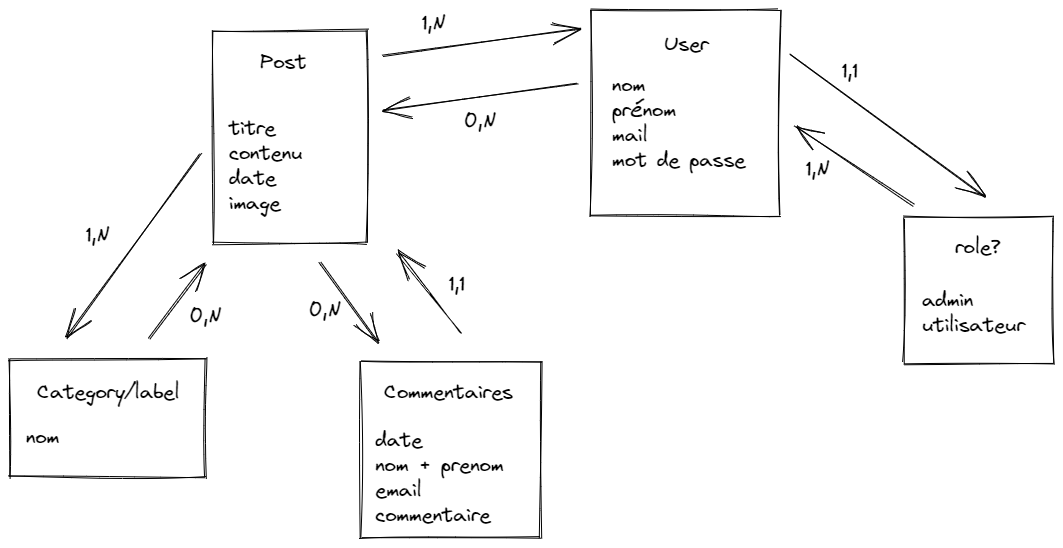 Post
titre
contenu
date
image
1,N
0,N
User
nom
prénom
mail
mot de passe
1,1
1,N
role?
admin
utilisateur
1,N
0,N
0,N
1,1
Category/label
nom
Commentaires
date
nom + prenom
email
commentaire